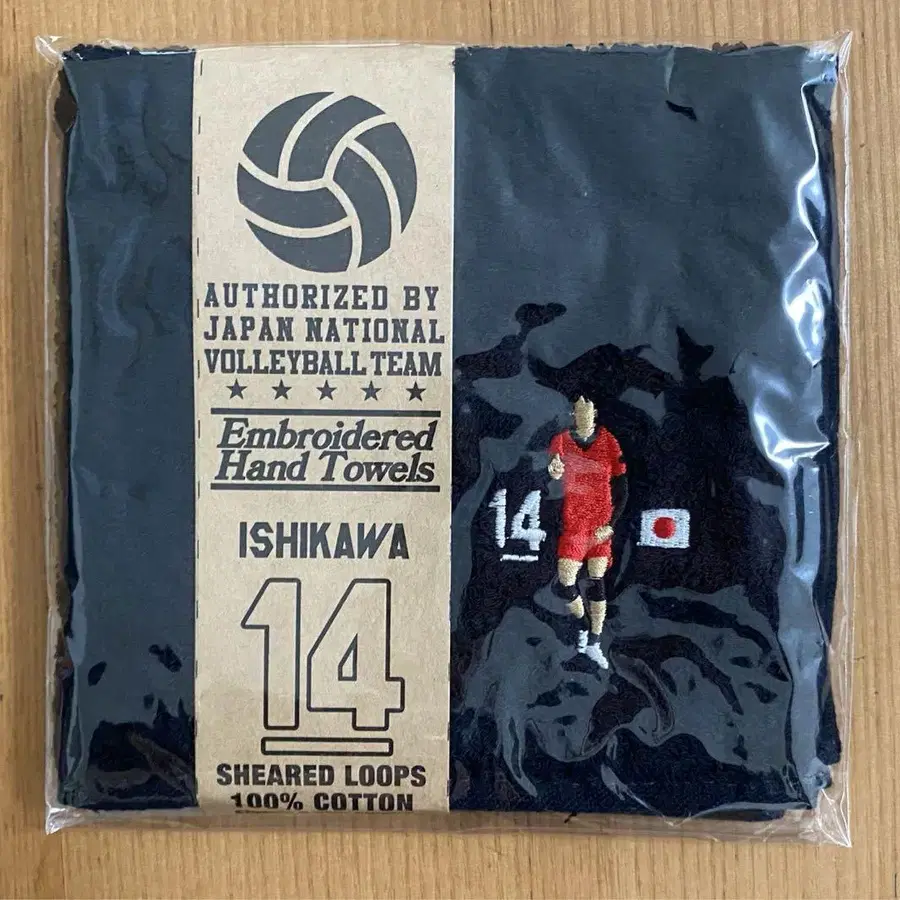 AUTHORIZED BY
JAPAN NATIONAL
VOLLEYBALL TEAM
Embroidered
Hand Towels
ISHIKAWA
14
SHEARED LOOPS
100% COTTON
14